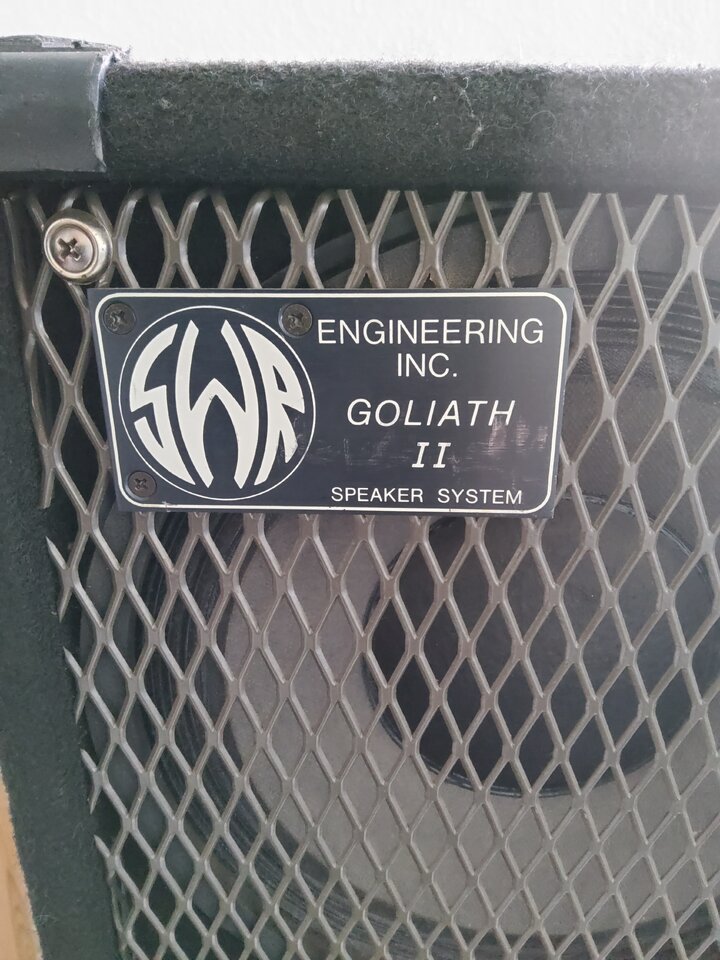 SWR
ENGINEERING
INC.
GOLIATH
II
SPEAKER SYSTEM